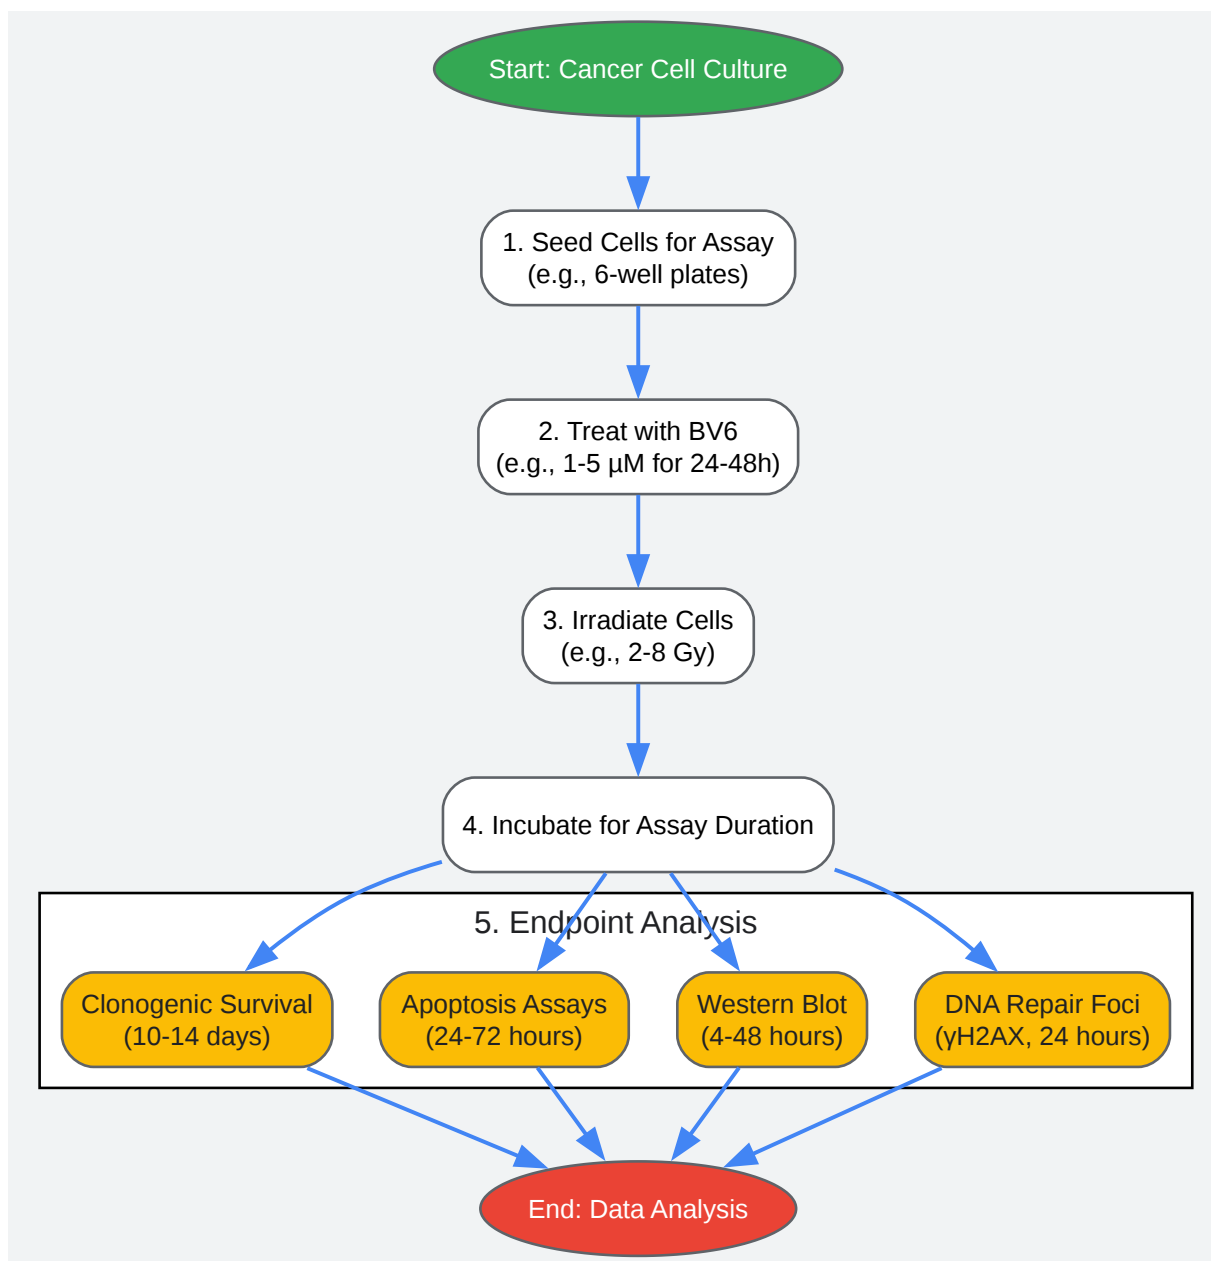 Start: Cancer Cell Culture
1. Seed Cells for Assay
(e.g., 6-well plates)
2. Treat with BV6
(e.g., 1-5 µM for 24-48h)
3. Irradiate Cells
(e.g., 2-8 Gy)
4. Incubate for Assay Duration
5. Endpoint Analysis
Clonogenic Survival
(10-14 days)
Apoptosis Assays
(24-72 hours)
Western Blot
(4-48 hours)
DNA Repair Foci
(γH2AX, 24 hours)
End: Data Analysis